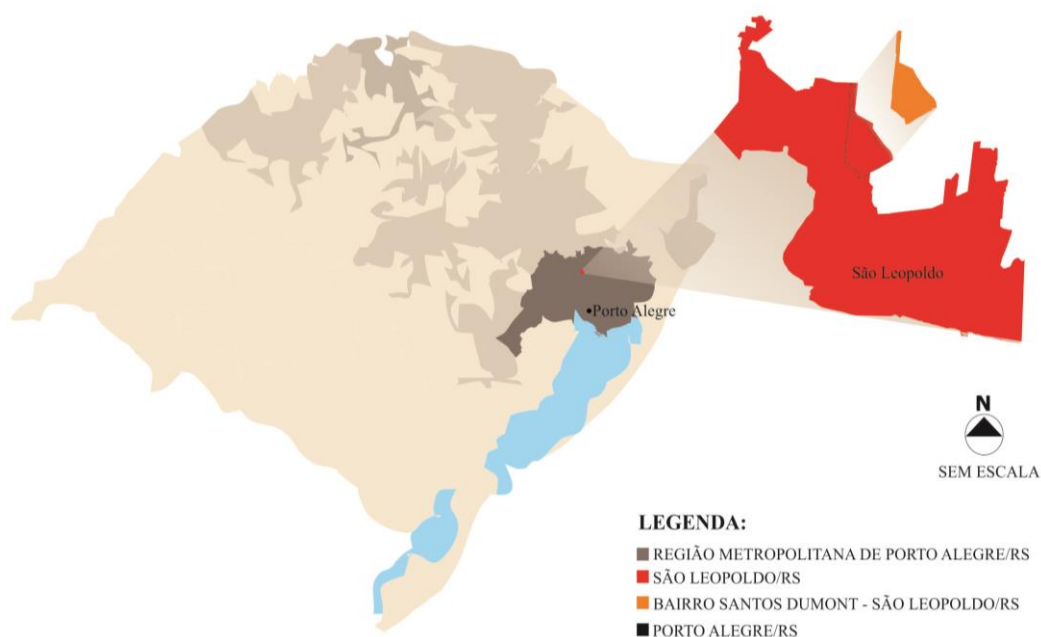 São Leopoldo
Porto Alegre
N
SEM ESCALA
LEGENDA:
REGIÃO METROPOLITANA DE PORTO ALEGRE/RS
SÃO LEOPOLDO/RS
BAIRRO SANTOS DUMONT - SÃO LEOPOLDO/RS
PORTO ALEGRE/RS